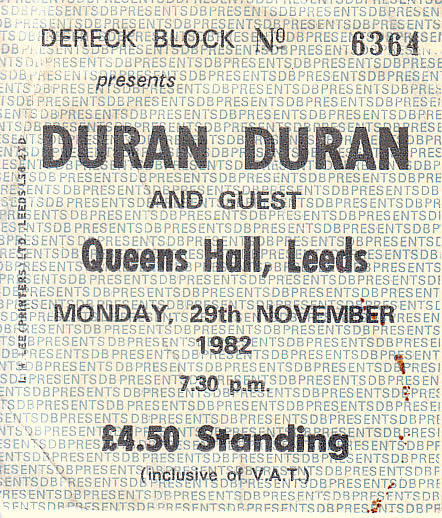 DERECK BLOCK Nº 6364
presents
DURAN DURAN
AND GUEST
Queens Hall, Leeds
MONDAY, 29th NOVEMBER
1982
7.30 p.m.
£4.50 Standing
(inclusive of V.A.T.)